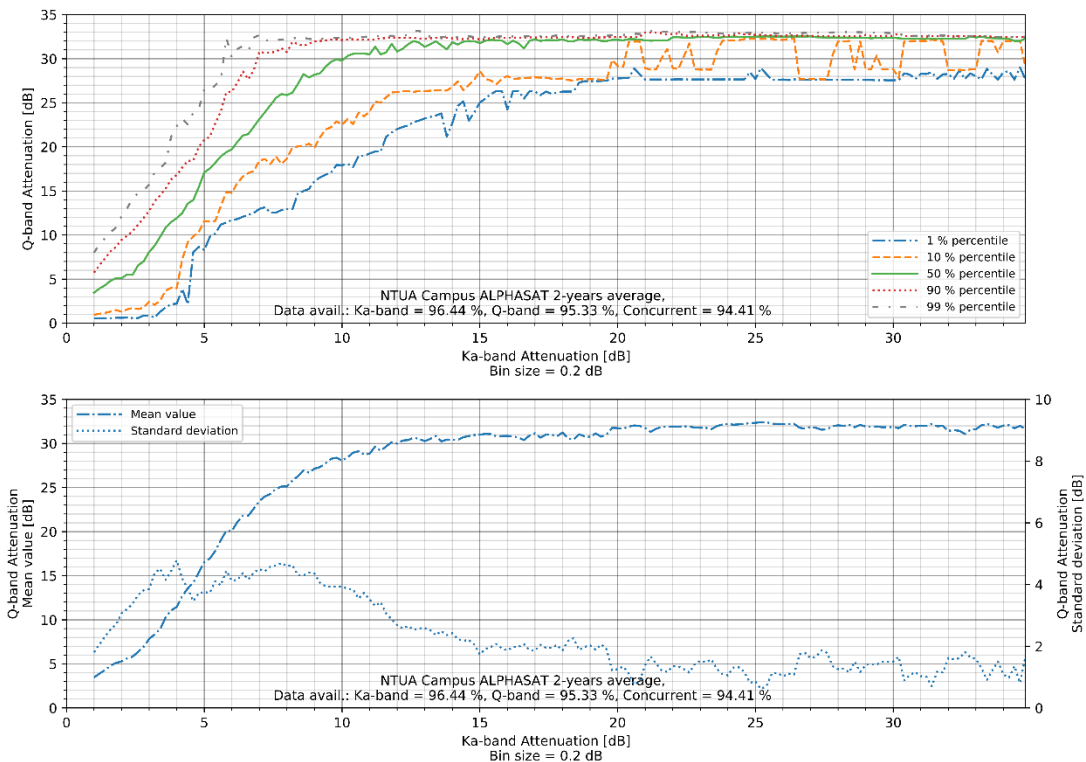 35
30
25
20
15
10
5
0
Q-band Attenuation [dB]
1 % percentile
10 % percentile
50 % percentile
90 % percentile
99 % percentile
NTUA Campus ALPHASAT 2-years average,
Data avail.: Ka-band = 96.44 %, Q-band = 95.33 %, Concurrent = 94.41 %
0 5 10 15 20 25 30
Ka-band Attenuation [dB]
Bin size = 0.2 dB
35
30
25
20
15
10
5
0
Q-band Attenuation
Mean value [dB]
Mean value
Standard deviation
NTUA Campus ALPHASAT 2-years average,
Data avail.: Ka-band = 96.44 %, Q-band = 95.33 %, Concurrent = 94.41 %
10
8
6
4
2
0
Q-band Attenuation
Standard deviation [dB]
0 5 10 15 20 25 30
Ka-band Attenuation [dB]
Bin size = 0.2 dB